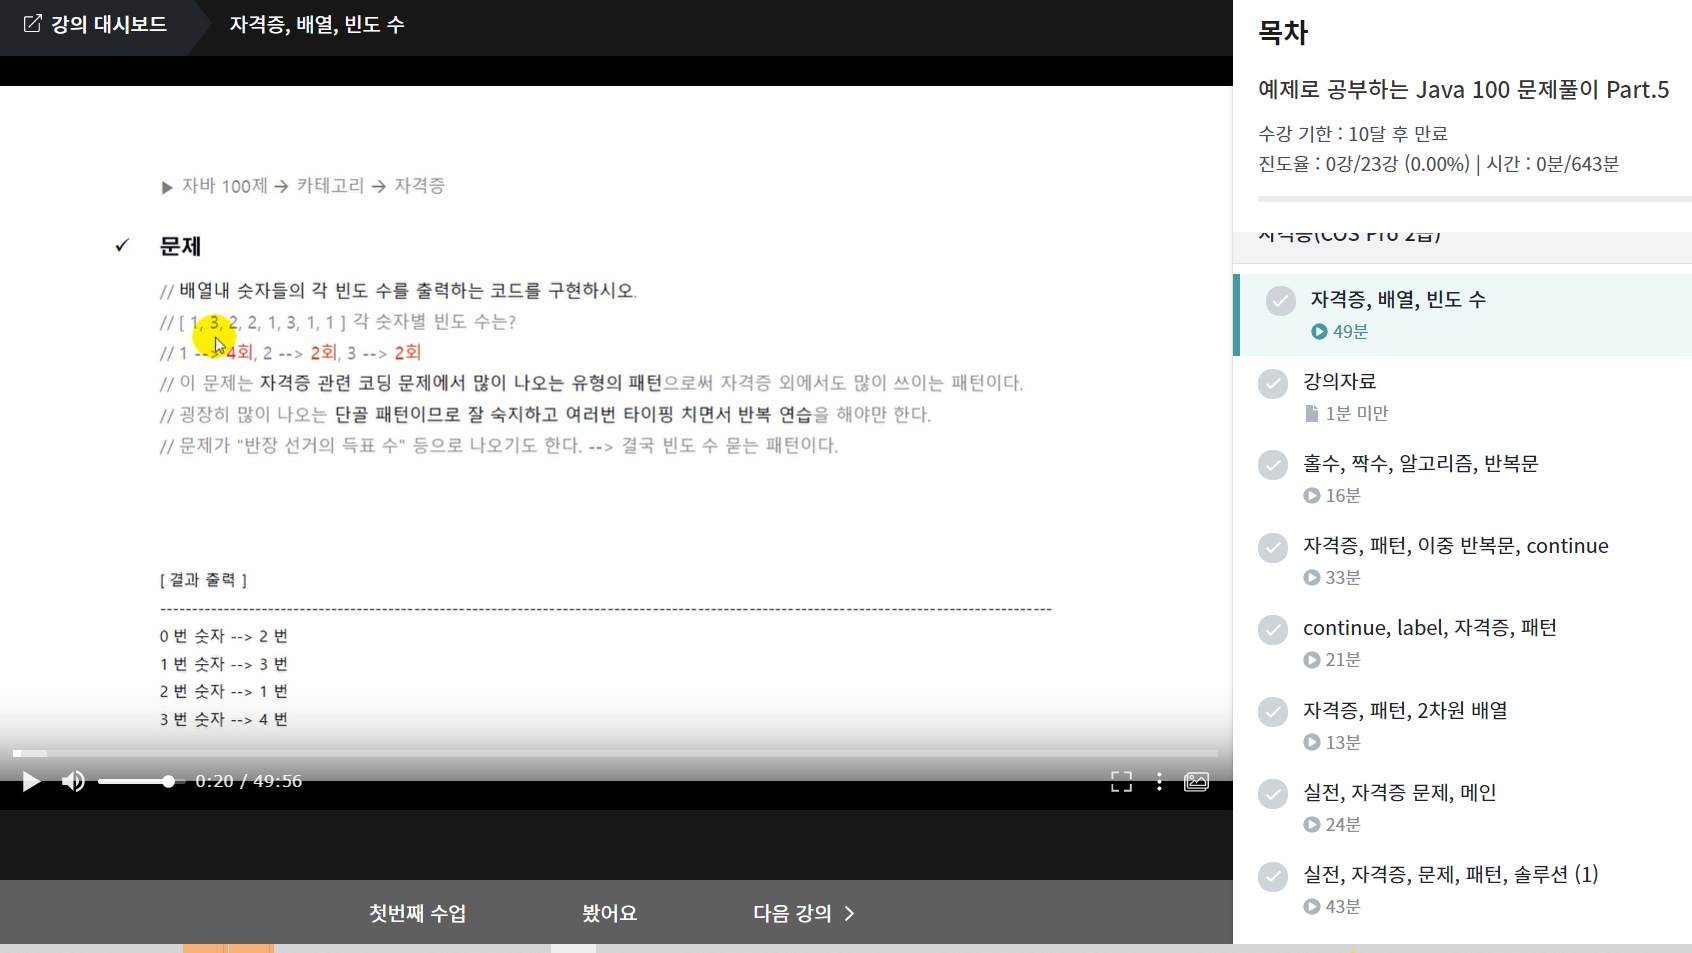 강의 대시보드
자격증, 배열, 빈도 수
▶ 자바 100제 → 카테고리 → 자격증
✓ 문제
// 배열내 숫자들의 각 빈도 수를 출력하는 코드를 구현하시오.
// [ 1, 3, 2, 2, 1, 3, 1, 1 ] 각 숫자별 빈도 수는?
// 1 --> 4회, 2 --> 2회, 3 --> 2회
// 이 문제는 자격증 관련 코딩 문제에서 많이 나오는 유형의 패턴으로써 자격증 외에서도 많이 쓰이는 패턴이다.
// 굉장히 많이 나오는 단골 패턴이므로 잘 숙지하고 여러번 타이핑 치면서 반복 연습을 해야만 한다.
// 문제가 "반장 선거의 득표 수" 등으로 나오기도 한다. --> 결국 빈도 수 묻는 패턴이다.
[ 결과 출력 ]
0 번 숫자 --> 2 번
1 번 숫자 --> 3 번
2 번 숫자 --> 1 번
3 번 숫자 --> 4 번
0:20 / 49:56
첫번째 수업
봤어요
다음 강의
목차
예제로 공부하는 Java 100 문제풀이 Part.5
수강 기한 : 10달 후 만료
진도율 : 0강/23강 (0.00%) | 시간 : 0분/643분
자격증(COS Pro 2급)
자격증, 배열, 빈도 수
49분
강의자료
1분 미만
홀수, 짝수, 알고리즘, 반복문
16분
자격증, 패턴, 이중 반복문, continue
33분
continue, label, 자격증, 패턴
21분
자격증, 패턴, 2차원 배열
13분
실전, 자격증 문제, 메인
24분
실전, 자격증, 문제, 패턴, 솔루션 (1)
43분